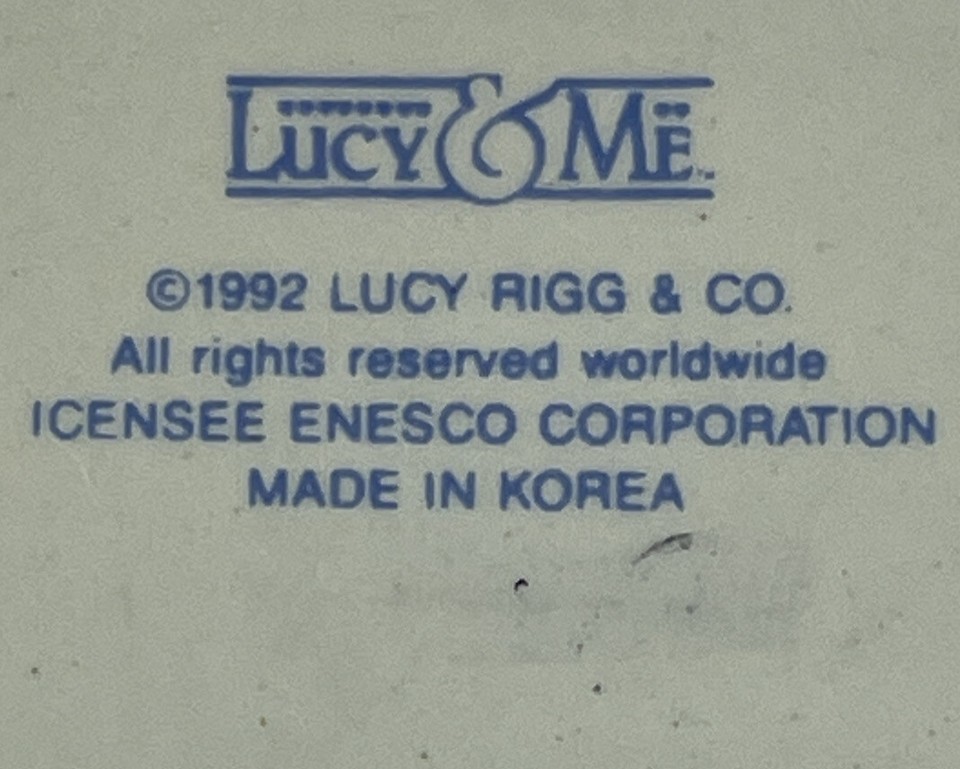 LUCY & ME
©1992 LUCY RIGG & CO.
All rights reserved worldwide
ICENSEE ENESCO CORPORATION
MADE IN KOREA